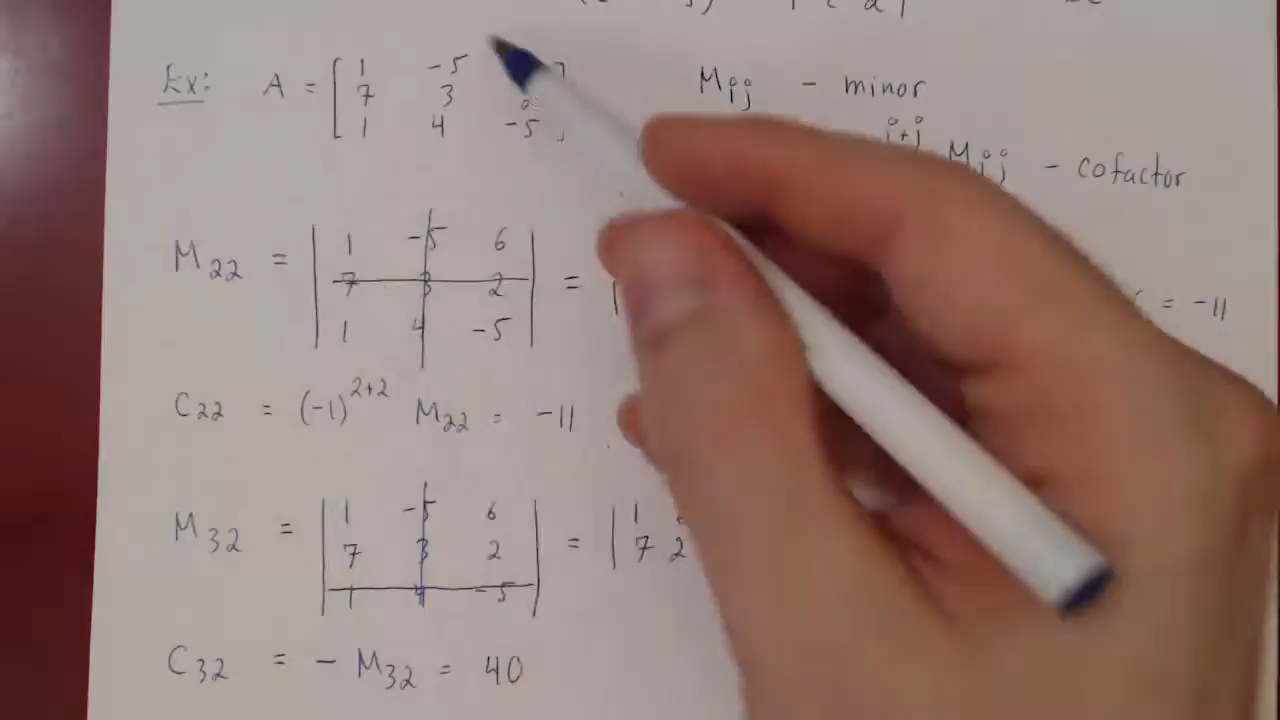 Ex: A = [ 1 -5
7 3
1 4 -5 ]
Mij - minor
i+j
Mij - cofactor
M22 = | 1 -5 6
7 3 2
1 4 -5 | =
= -11
C22 = (-1)^2+2 M22 = -11
M32 = | 1 -5 6
7 3 2
1 4 -5 | = | 1
7 2
C32 = - M32 = 40